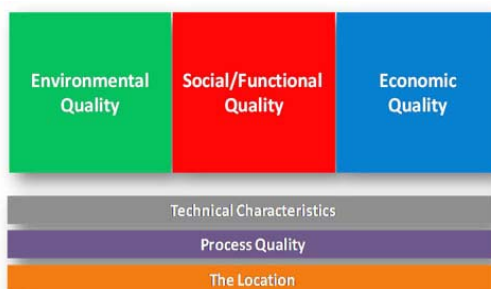 Environmental
Quality
Social/Functional
Quality
Economic
Quality
Technical Characteristics
Process Quality
The Location